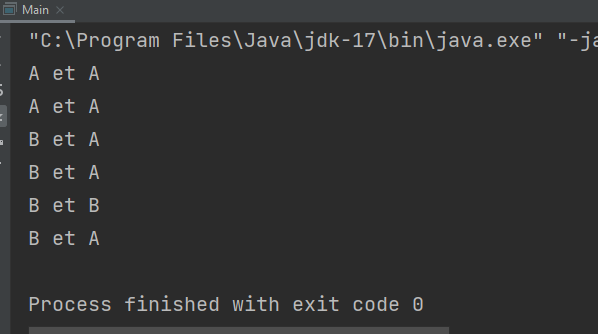 Main
"C:\Program Files\Java\jdk-17\bin\java.exe" "-ja
A et A
A et A
B et A
B et A
B et B
B et A
Process finished with exit code 0